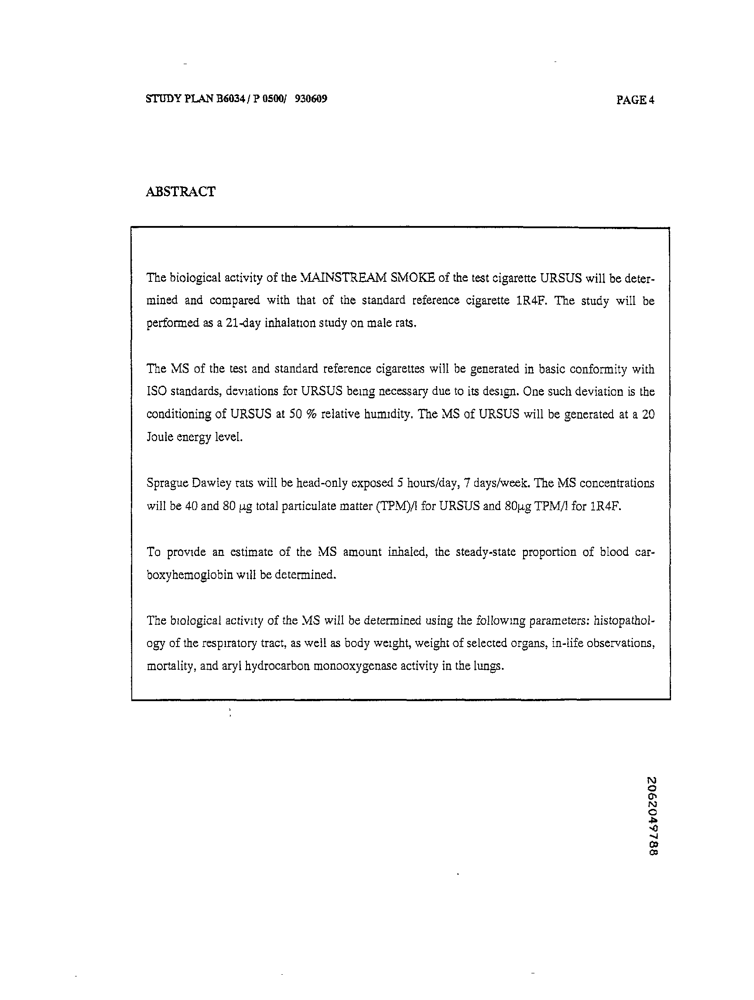 STUDY PLAN B6034/ P 0500/ 930609 PAGE 4
ABSTRACT
The biological activity of the MAINSTREAM SMOKE of the test cigarette URSUS will be deter-
mined and compared with that of the standard reference cigarette 1R4F. The study will be
performed as a 21-day inhalation study on male rats.
The MS of the test and standard reference cigarettes will be generated in basic conformity with
ISO standards, deviations for URSUS being necessary due to its design. One such deviation is the
conditioning of URSUS at 50 % relative humidity. The MS of URSUS will be generated at a 20
Joule energy level.
Sprague Dawley rats will be head-only exposed 5 hours/day, 7 days/week. The MS concentrations
will be 40 and 80 µg total particulate matter (TPM)/l for URSUS and 80µg TPM/l for 1R4F.
To provide an estimate of the MS amount inhaled, the steady-state proportion of blood car-
boxyhemoglobin will be determined.
The biological activity of the MS will be determined using the following parameters: histopathol-
ogy of the respiratory tract, as well as body weight, weight of selected organs, in-life observations,
mortality, and aryl hydrocarbon monooxygenase activity in the lungs.
2062049788